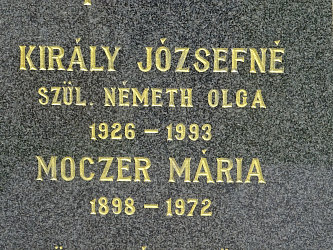 KIRÁLY JÓZSEFNÉ
SZÜL. NÉMETH OLGA
1926 – 1993
MOCZER MÁRIA
1898 – 1972